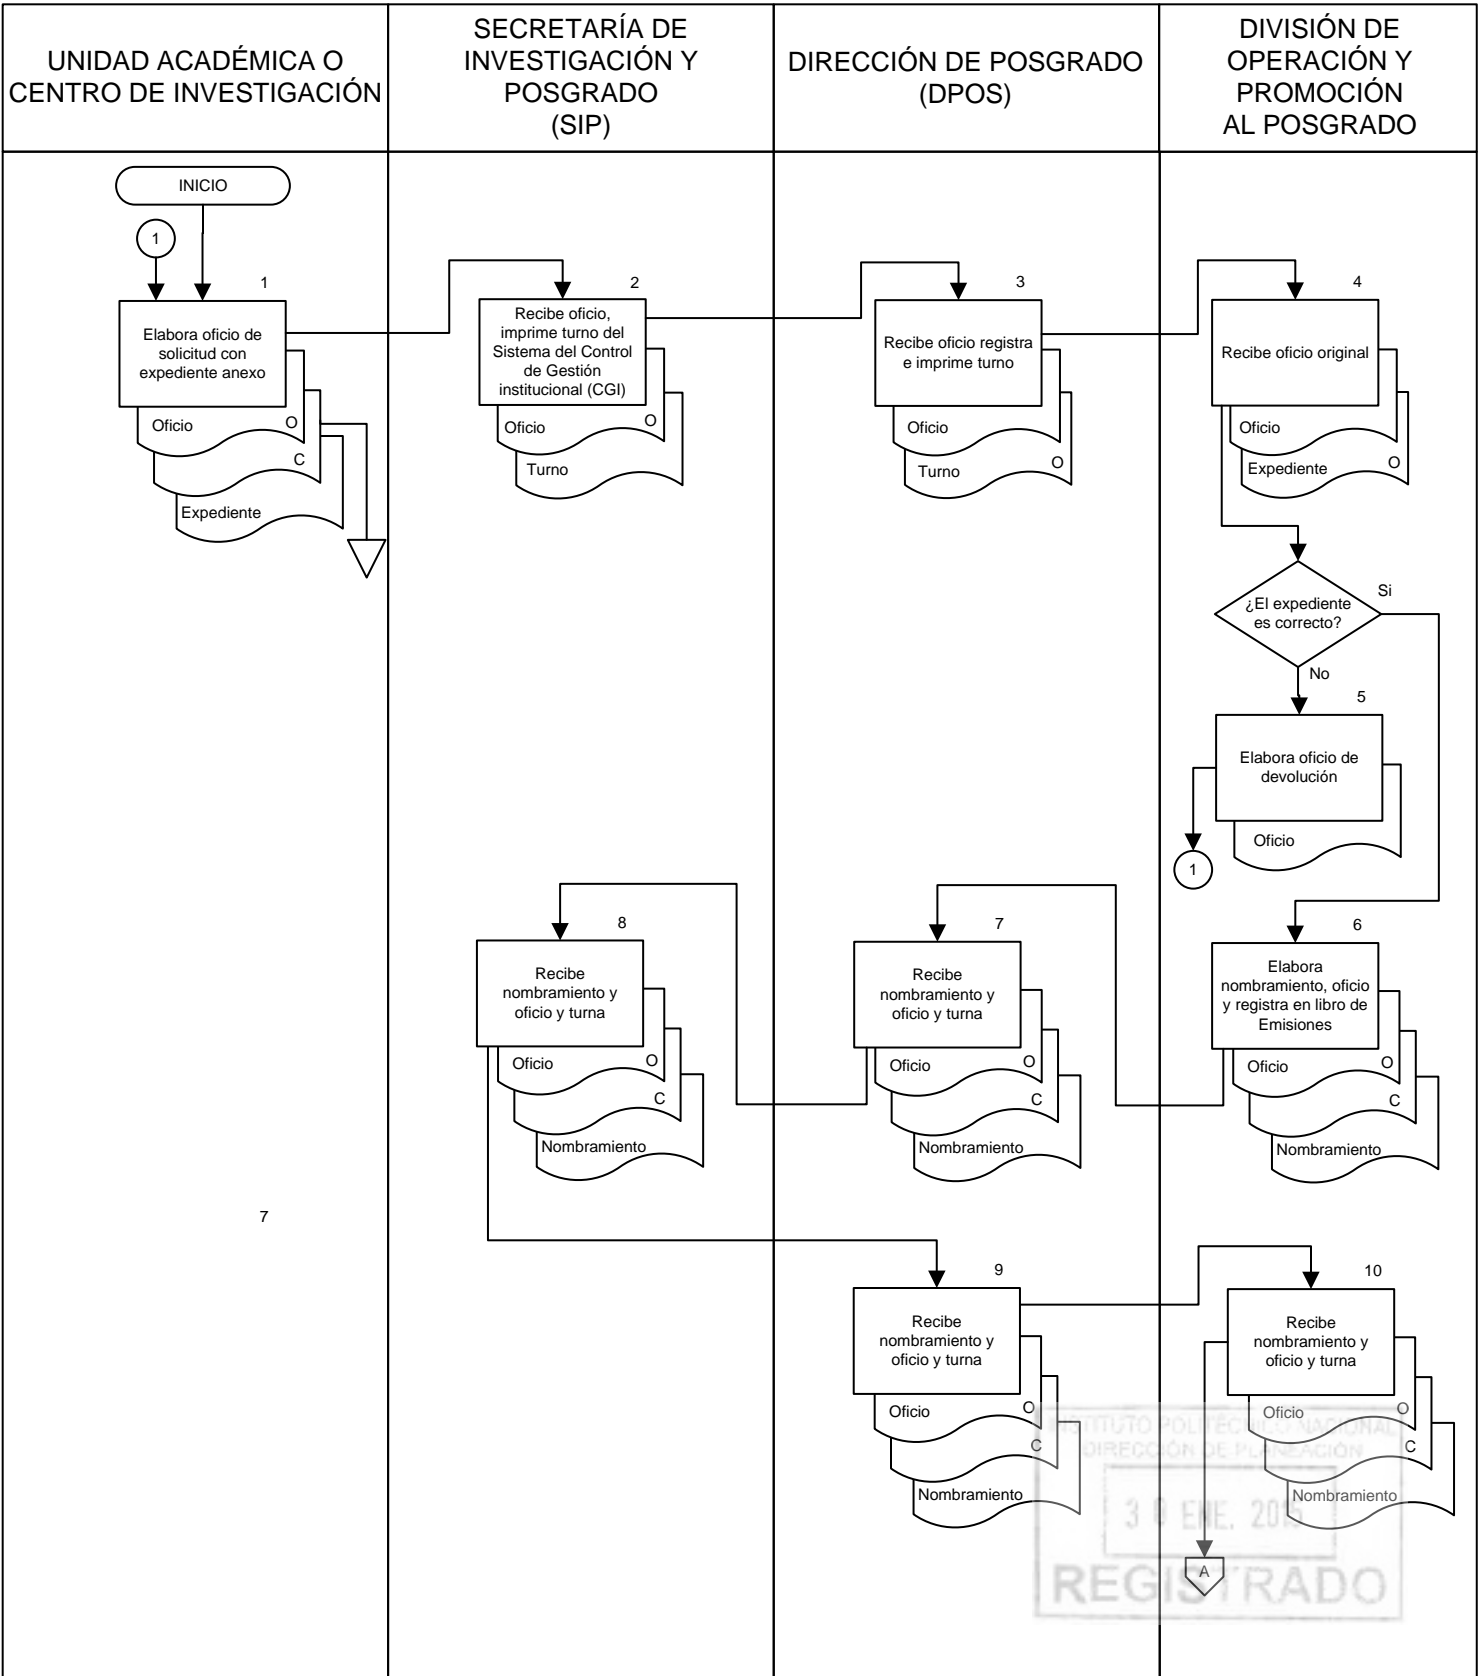 UNIDAD ACADÉMICA O
CENTRO DE INVESTIGACIÓN
SECRETARÍA DE
INVESTIGACIÓN Y
POSGRADO
(SIP)
DIRECCIÓN DE POSGRADO
(DPOS)
DIVISIÓN DE
OPERACIÓN Y
PROMOCIÓN
AL POSGRADO
INICIO
1
1
Elabora oficio de
solicitud con
expediente anexo
Oficio
O
C
Expediente
2
Recibe oficio,
imprime turno del
Sistema del Control
de Gestión
institucional (CGI)
Oficio
O
Turno
3
Recibe oficio registra
e imprime turno
Oficio
Turno
O
4
Recibe oficio original
Oficio
Expediente
O
¿El expediente
es correcto?
Si
No
5
Elabora oficio de
devolución
Oficio
1
6
Elabora
nombramiento, oficio
y registra en libro de
Emisiones
Oficio
O
C
Nombramiento
7
Recibe
nombramiento y
oficio y turna
Oficio
O
C
Nombramiento
8
Recibe
nombramiento y
oficio y turna
Oficio
O
C
Nombramiento
7
9
Recibe
nombramiento y
oficio y turna
Oficio
O
C
Nombramiento
10
Recibe
nombramiento y
oficio y turna
Oficio
O
C
Nombramiento
A
INSTITUTO POLITÉCNICO NACIONAL
DIRECCIÓN DE PLANEACIÓN
ENE. 2015
REGISTRADO